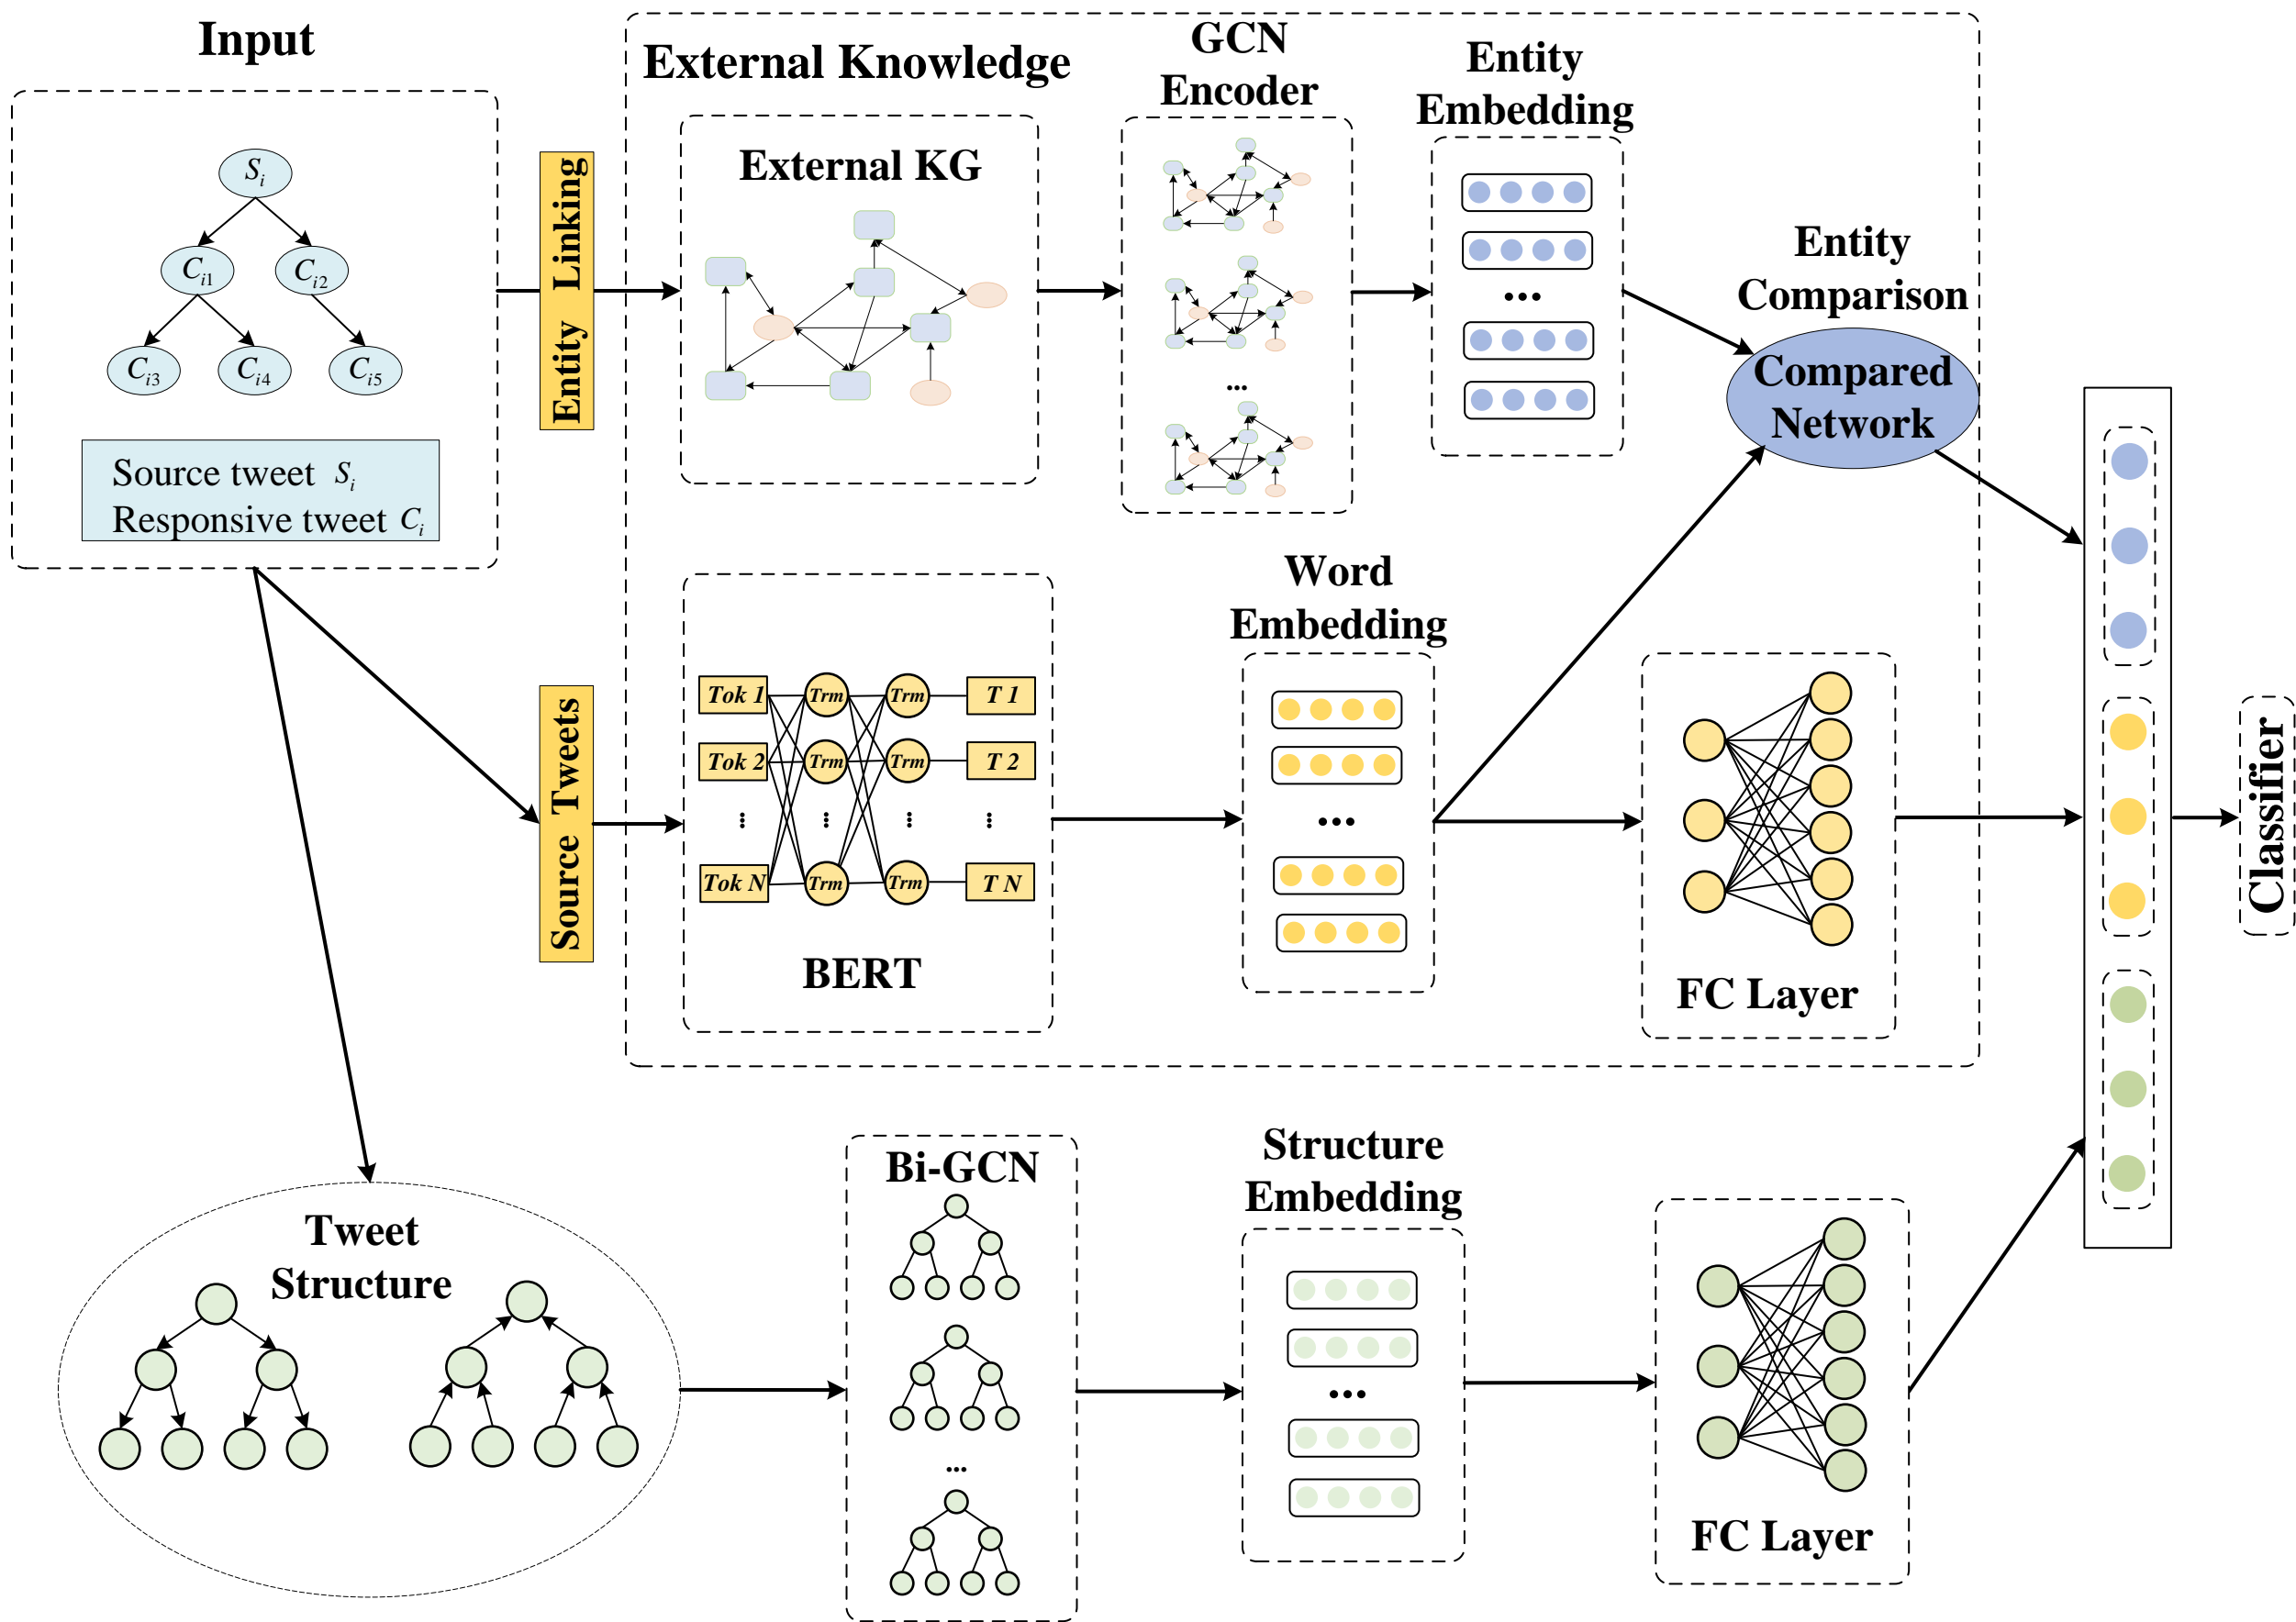 Input
S_i
C_i1
C_i2
C_i3
C_i4
C_i5
Source tweet S_i
Responsive tweet C_i
Entity Linking
External Knowledge
External KG
GCN
Encoder
...
Entity
Embedding
...
Entity
Comparison
Compared
Network
Source Tweets
Tok 1 Trm Trm T 1
Tok 2 Trm Trm T 2
⋮ ⋮ ⋮ ⋮
Tok N Trm Trm T N
BERT
Word
Embedding
...
FC Layer
Classifier
Tweet
Structure
Bi-GCN
...
Structure
Embedding
...
FC Layer